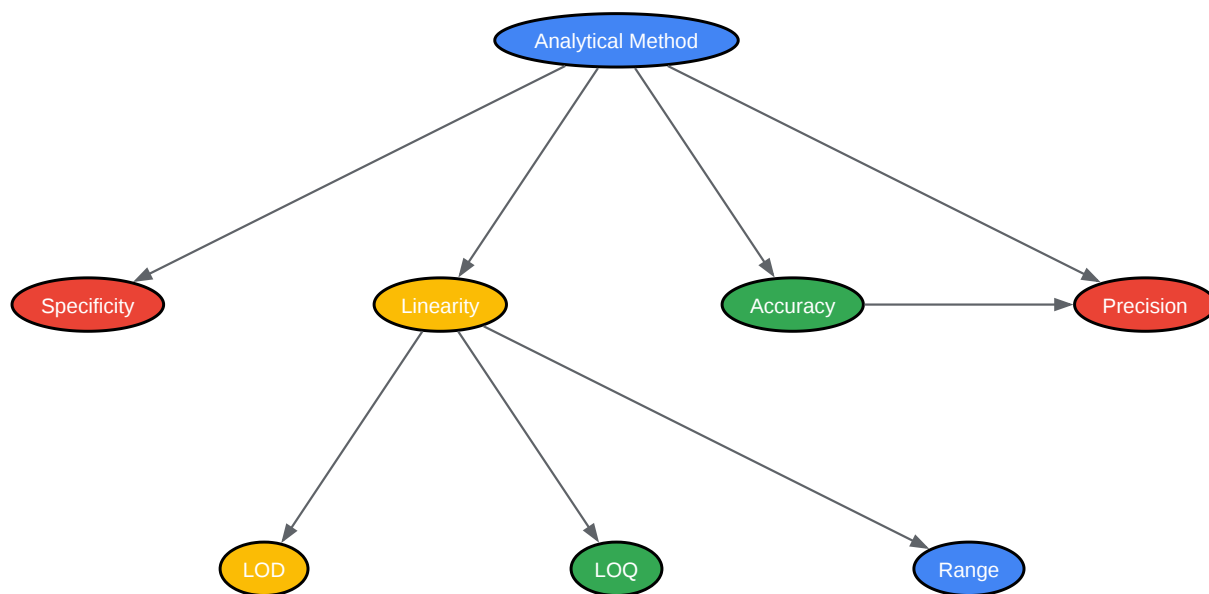 Analytical Method
Specificity
Linearity
Accuracy
Precision
LOD
LOQ
Range